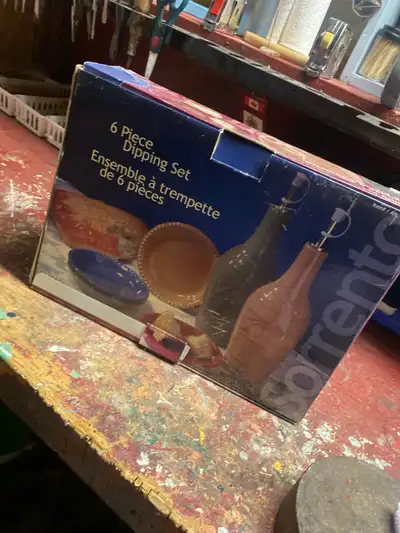 6 Piece
Dipping Set
Ensemble à trempette
de 6 pièces
sorrento